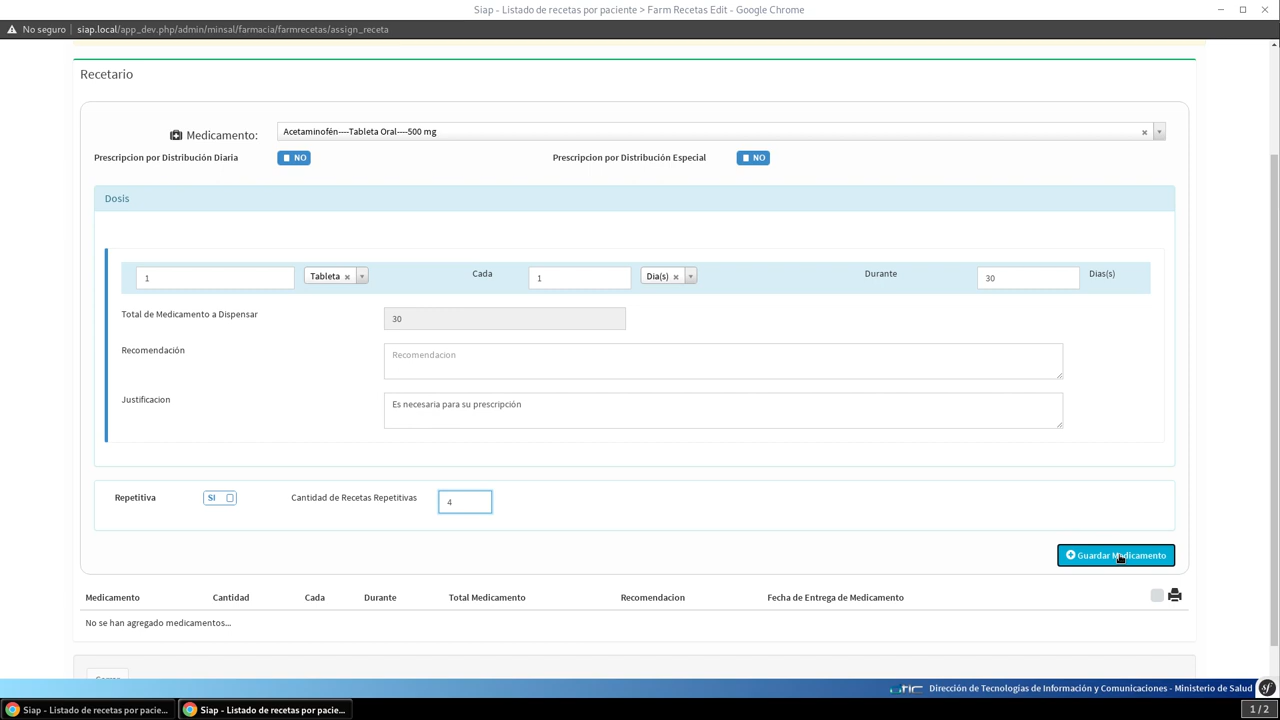 Siap - Listado de recetas por paciente > Farm Recetas Edit - Google Chrome
No seguro siap.local/app_dev.php/admin/minsal/farmacia/farmrecetas/assign_receta
Recetario
Medicamento: Acetaminofén----Tableta Oral----500 mg
Prescripcion por Distribución Diaria NO Prescripcion por Distribución Especial NO
Dosis
1 Tableta Cada 1 Dia(s) Durante 30 Dias(s)
Total de Medicamento a Dispensar 30
Recomendación Recomendacion
Justificacion Es necesaria para su prescripción
Repetitiva SI Cantidad de Recetas Repetitivas 4
Guardar Medicamento
Medicamento Cantidad Cada Durante Total Medicamento Recomendacion Fecha de Entrega de Medicamento
No se han agregado medicamentos...
Dirección de Tecnologías de Información y Comunicaciones - Ministerio de Salud
Siap - Listado de recetas por pacie... Siap - Listado de recetas por pacie... 1 / 2